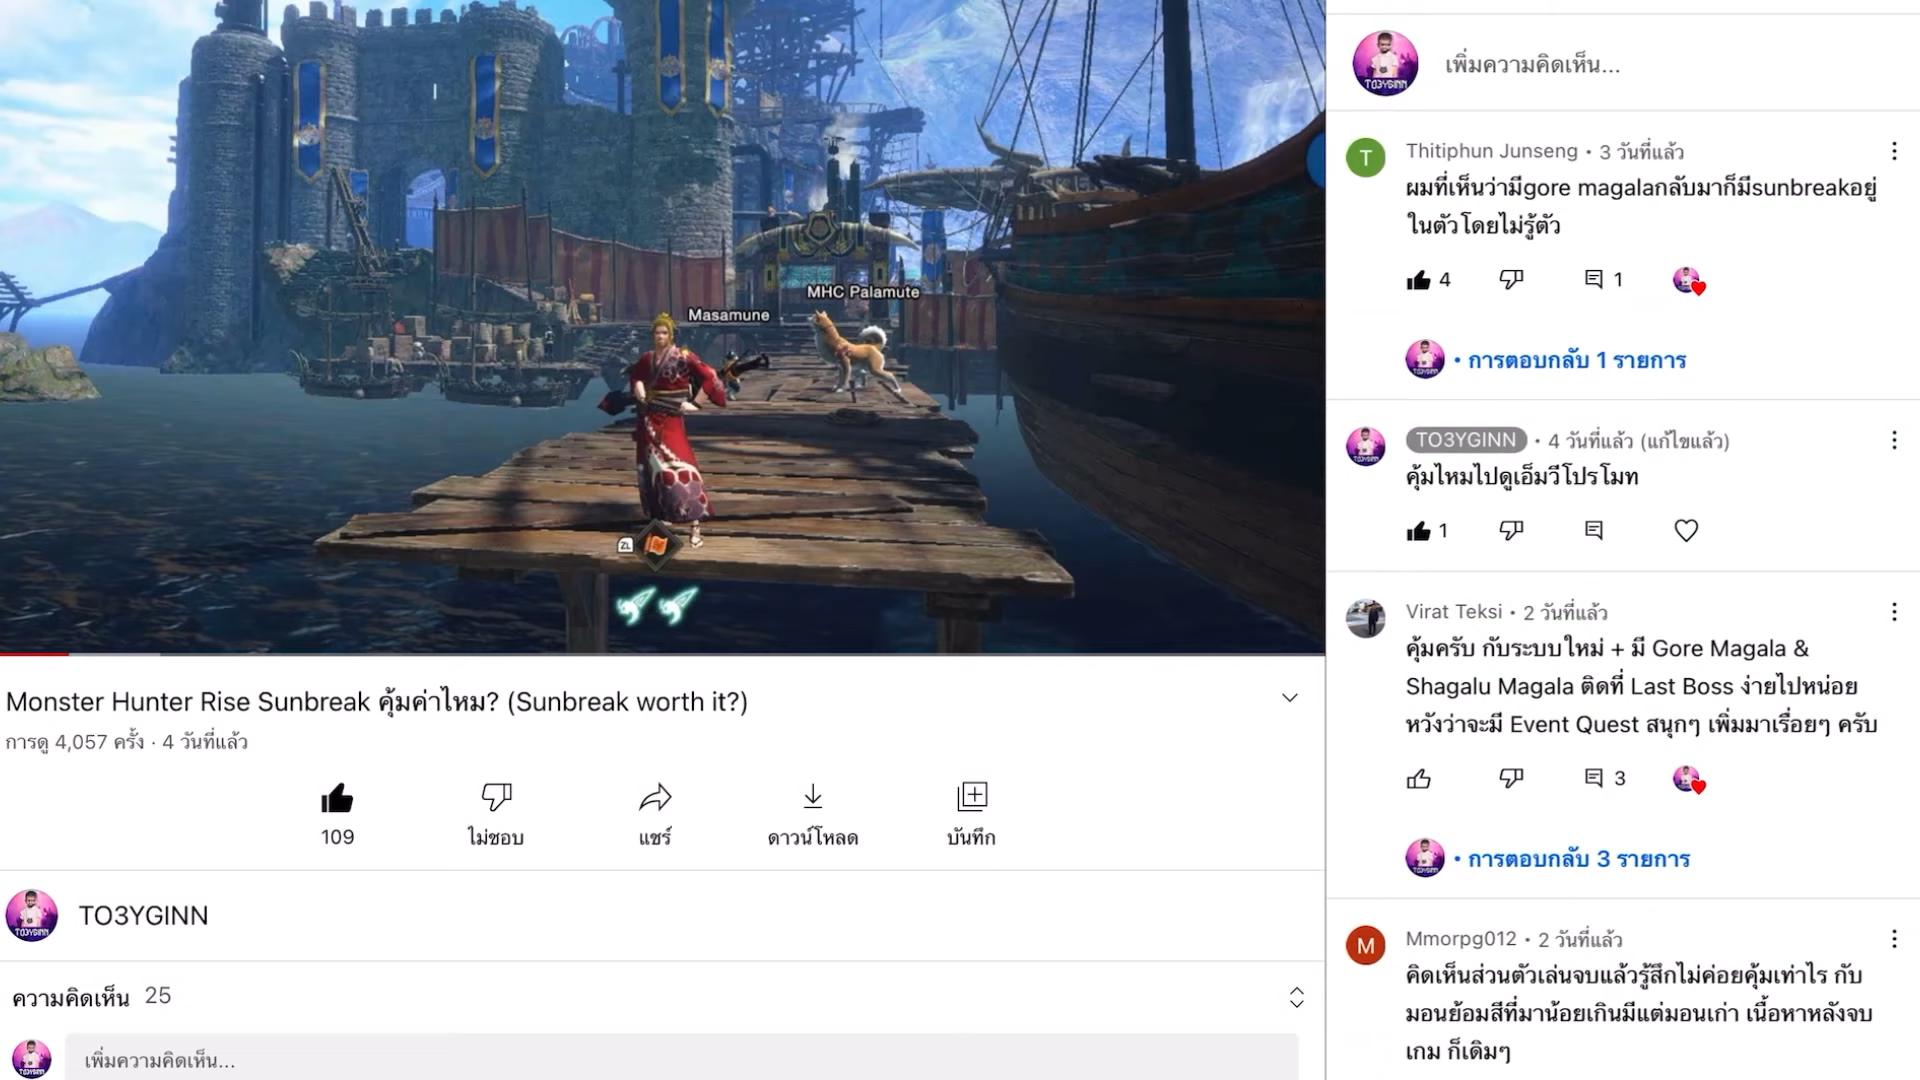 MHC Palamute
Masamune
ZL
Monster Hunter Rise Sunbreak คุ้มค่าไหม? (Sunbreak worth it?)
การดู 4,057 ครั้ง · 4 วันที่แล้ว
109
ไม่ชอบ
แชร์
ดาวน์โหลด
บันทึก
TO3YGINN
TO3YGINN
ความคิดเห็น 25
TO3YGINN
เพิ่มความคิดเห็น...
TO3YGINN
เพิ่มความคิดเห็น...
T
Thitiphun Junseng · 3 วันที่แล้ว
ผมที่เห็นว่ามีgore magalaกลับมาก็มีsunbreakอยู่
ในตัวโดยไม่รู้ตัว
4
1
• การตอบกลับ 1 รายการ
TO3YGINN · 4 วันที่แล้ว (แก้ไขแล้ว)
คุ้มไหมไปดูเอ็มวีโปรโมท
1
Virat Teksi · 2 วันที่แล้ว
คุ้มครับ กับระบบใหม่ + มี Gore Magala &
Shagalu Magala ติดที่ Last Boss ง่ายไปหน่อย
หวังว่าจะมี Event Quest สนุกๆ เพิ่มมาเรื่อยๆ ครับ
3
• การตอบกลับ 3 รายการ
M
Mmorpg012 · 2 วันที่แล้ว
คิดเห็นส่วนตัวเล่นจบแล้วรู้สึกไม่ค่อยคุ้มเท่าไร กับ
มอนย้อมสีที่มาน้อยเกินมีแต่มอนเก่า เนื้อหาหลังจบ
เกม ก็เดิมๆ